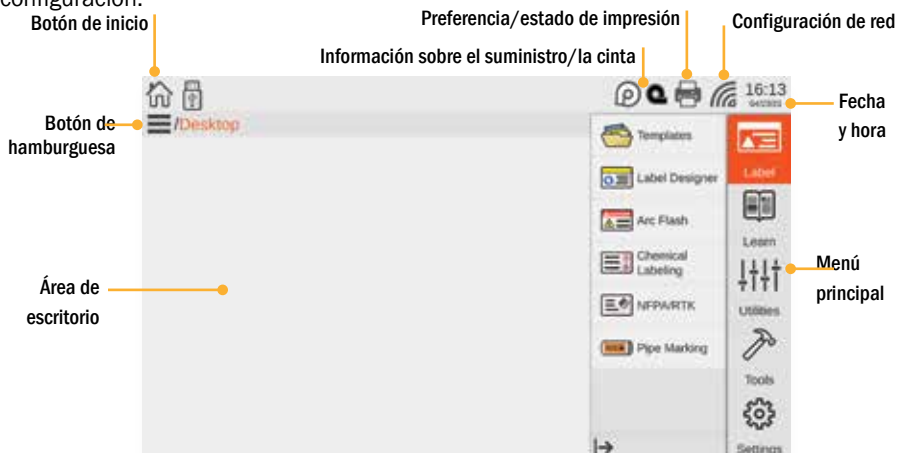 configuración.
Botón de inicio
Preferencia/estado de impresión
Configuración de red
Información sobre el suministro/la cinta
16:13
Fecha
y hora
Botón de
hamburguesa
/Desktop
Templates
Label Designer
Label
Arc Flash
Learn
Chemical
Labeling
Menú
principal
Área de
escritorio
NFPA/RTK
Utilities
Pipe Marking
Tools
Settings